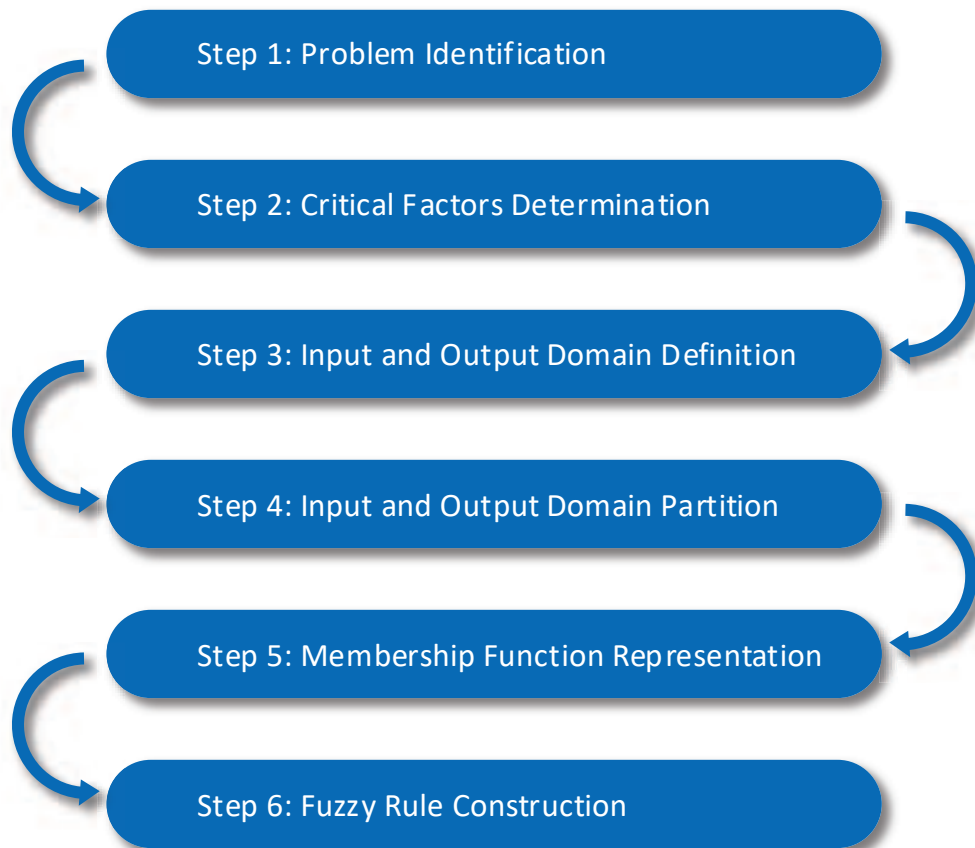 Step 1: Problem Identification
Step 2: Critical Factors Determination
Step 3: Input and Output Domain Definition
Step 4: Input and Output Domain Partition
Step 5: Membership Function Representation
Step 6: Fuzzy Rule Construction